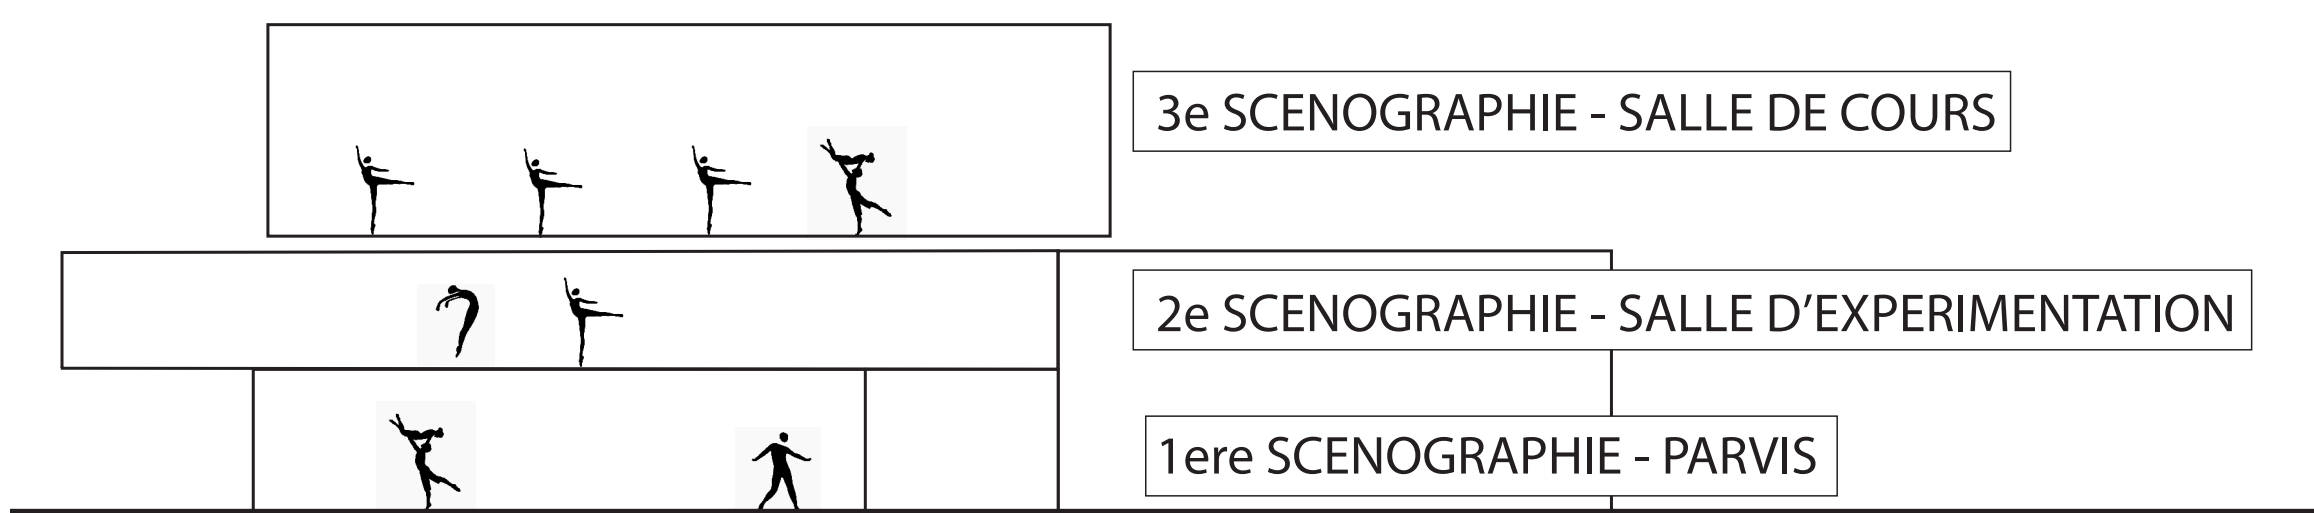 3e SCENOGRAPHIE - SALLE DE COURS
2e SCENOGRAPHIE - SALLE D'EXPERIMENTATION
1ere SCENOGRAPHIE - PARVIS